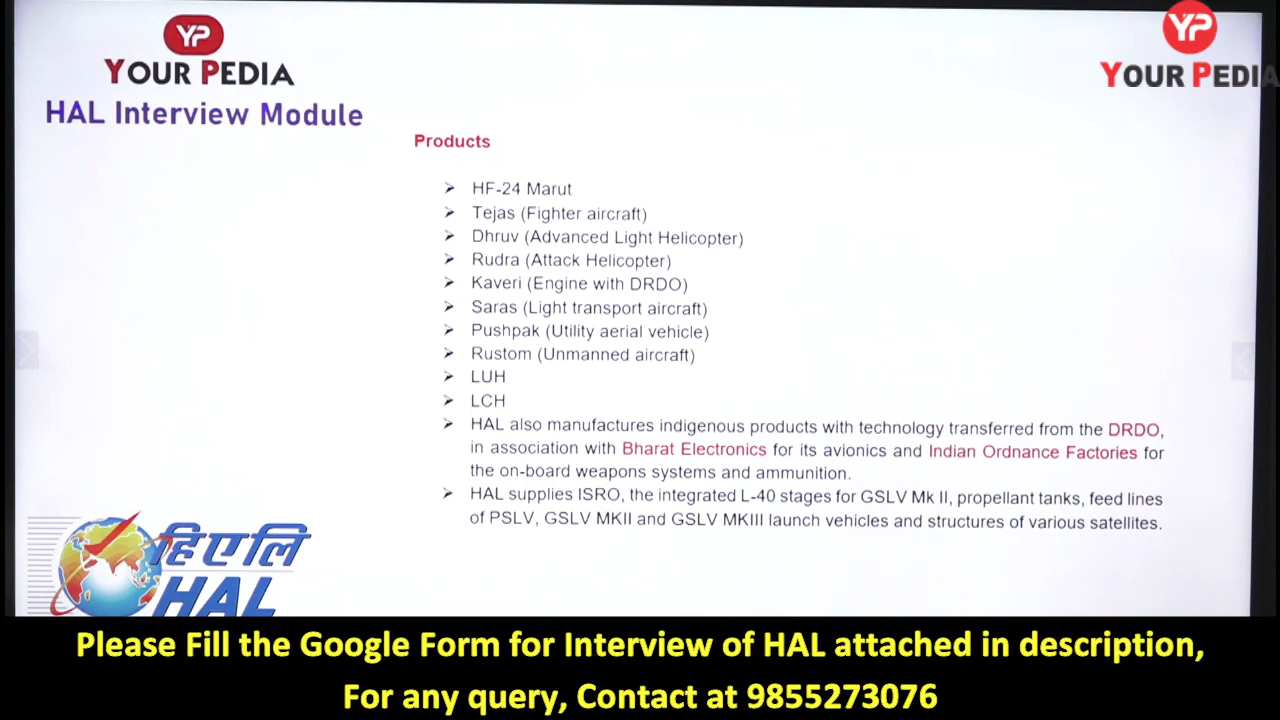 YP
YOUR PEDIA
HAL Interview Module
YP
YOUR PEDIA
Products
➢ HF-24 Marut
➢ Tejas (Fighter aircraft)
➢ Dhruv (Advanced Light Helicopter)
➢ Rudra (Attack Helicopter)
➢ Kaveri (Engine with DRDO)
➢ Saras (Light transport aircraft)
➢ Pushpak (Utility aerial vehicle)
➢ Rustom (Unmanned aircraft)
➢ LUH
➢ LCH
➢ HAL also manufactures indigenous products with technology transferred from the DRDO,
in association with Bharat Electronics for its avionics and Indian Ordnance Factories for
the on-board weapons systems and ammunition.
➢ HAL supplies ISRO, the integrated L-40 stages for GSLV Mk II, propellant tanks, feed lines
of PSLV, GSLV MKII and GSLV MKIII launch vehicles and structures of various satellites.
हिएलि
HAL
Please Fill the Google Form for Interview of HAL attached in description,
For any query, Contact at 9855273076